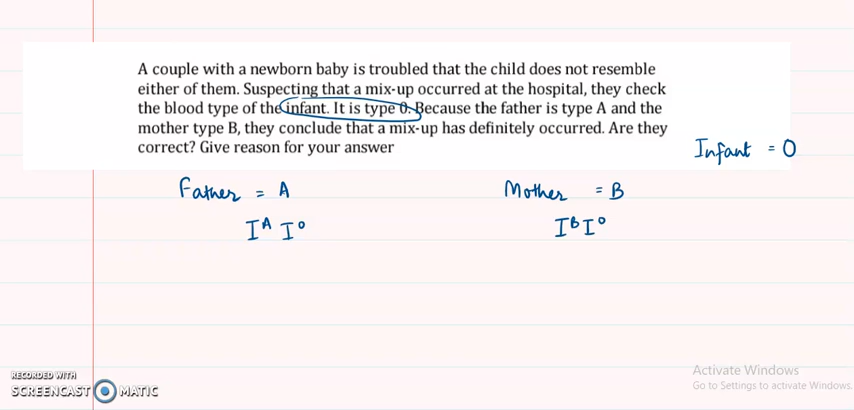 A couple with a newborn baby is troubled that the child does not resemble
either of them. Suspecting that a mix-up occurred at the hospital, they check
the blood type of the infant. It is type O. Because the father is type A and the
mother type B, they conclude that a mix-up has definitely occurred. Are they
correct? Give reason for your answer
Infant = O
Father = A
Mother = B
Iᴬ Iᴼ
Iᴮ Iᴼ
RECORDED WITH
SCREENCAST MATIC
Activate Windows
Go to Settings to activate Windows.